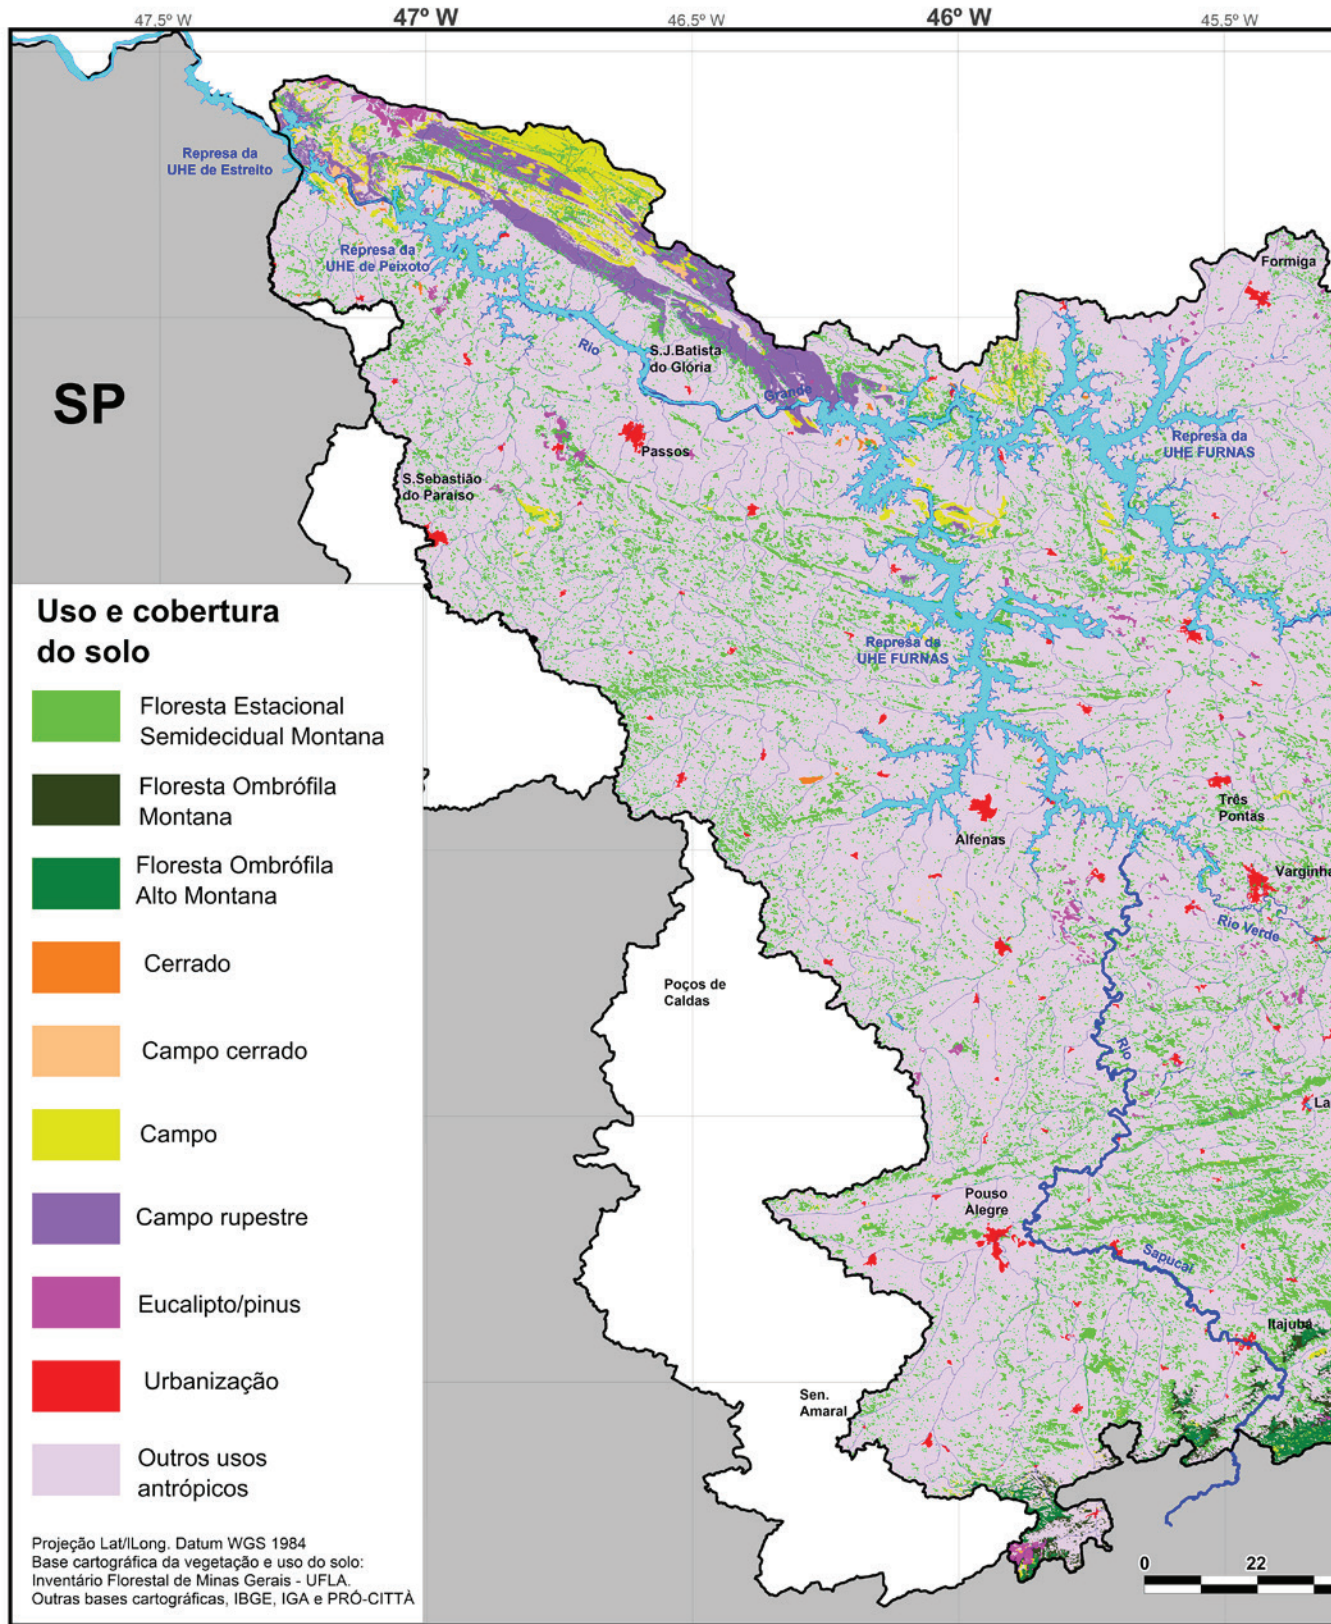 47.5º W
47º W
46.5º W
46º W
45.5º W
Represa da
UHE de Estreito
Represa da
UHE de Peixoto
Formiga
Rio
S.J.Batista
do Glória
Grande
SP
Passos
Represa da
UHE FURNAS
S.Sebastião
do Paraíso
Represa da
UHE FURNAS
Três
Pontas
Alfenas
Varginha
Rio Verde
Poços de
Caldas
Rio
La
Pouso
Alegre
Sapucaí
Itajubá
Sen.
Amaral
Uso e cobertura
do solo
Floresta Estacional
Semidecidual Montana
Floresta Ombrófila
Montana
Floresta Ombrófila
Alto Montana
Cerrado
Campo cerrado
Campo
Campo rupestre
Eucalipto/pinus
Urbanização
Outros usos
antrópicos
Projeção Lat/lLong. Datum WGS 1984
Base cartográfica da vegetação e uso do solo:
Inventário Florestal de Minas Gerais - UFLA.
Outras bases cartográficas, IBGE, IGA e PRÓ-CITTÀ
0 22